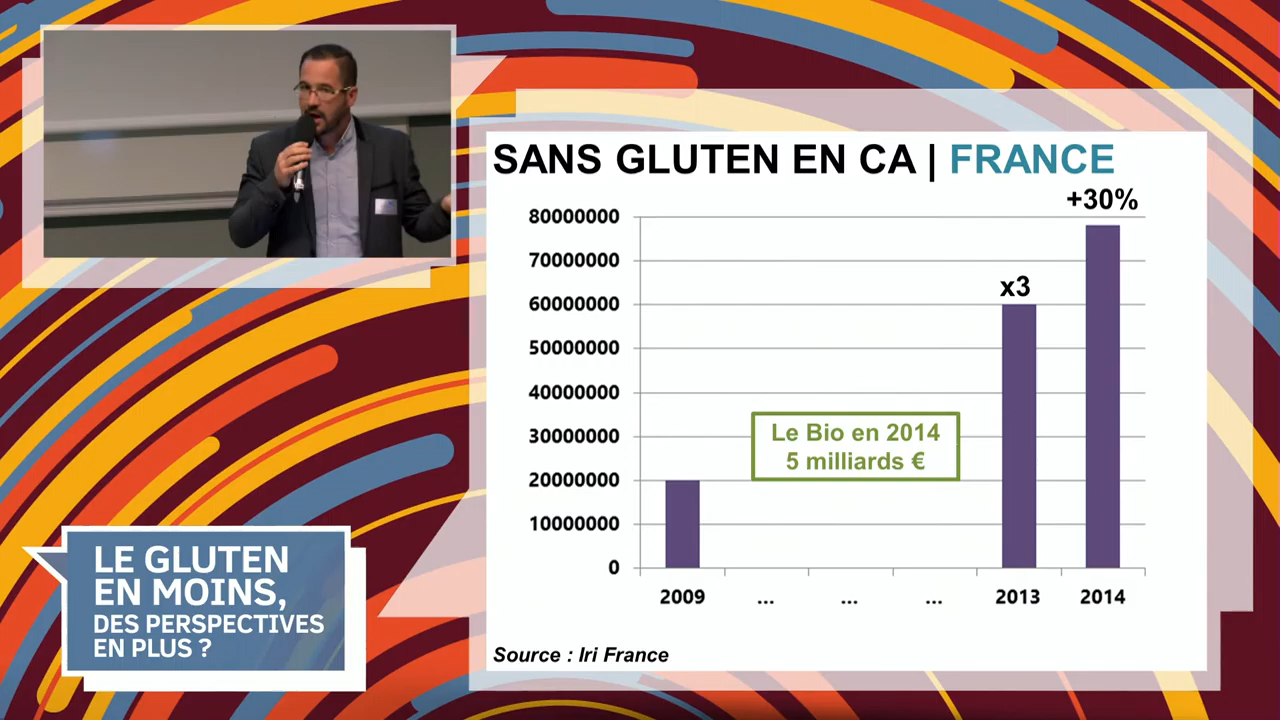 SANS GLUTEN EN CA | FRANCE
+30%
80000000
70000000
x3
60000000
50000000
40000000
30000000
Le Bio en 2014
5 milliards €
20000000
10000000
0
2009 ... ... ... 2013 2014
Source : Iri France
LE GLUTEN
EN MOINS,
DES PERSPECTIVES
EN PLUS ?